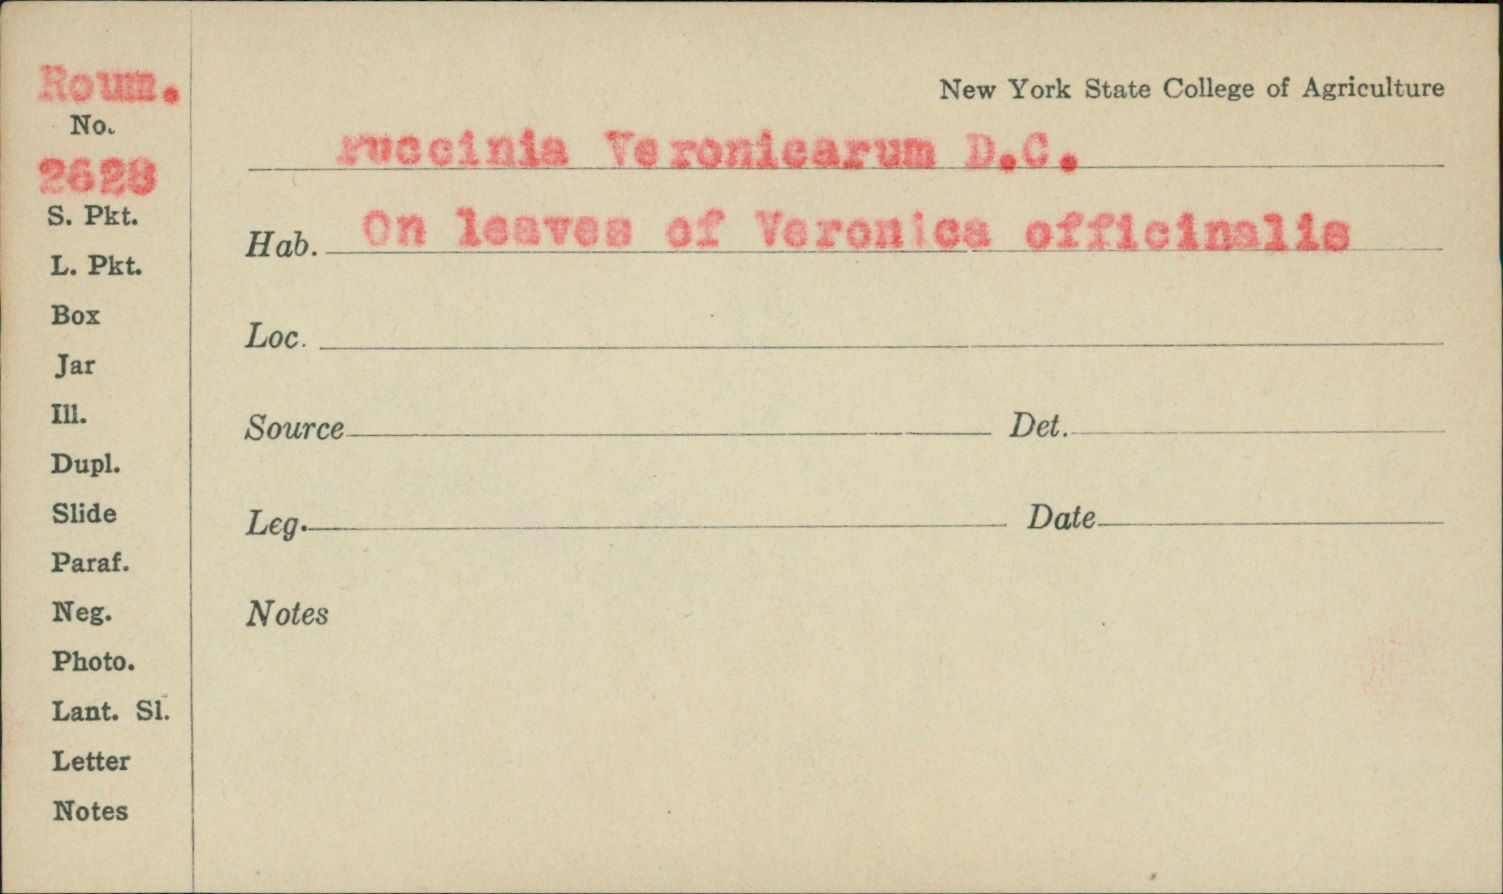 Roum.
No.
2628
S. Pkt.
L. Pkt.
Box
Jar
Ill.
Dupl.
Slide
Paraf.
Neg.
Photo.
Lant. Sl.
Letter
Notes
New York State College of Agriculture
Puccinia Veronicarum D.C.
Hab. On leaves of Veronica officinalis
Loc.
Source Det.
Leg. Date
Notes